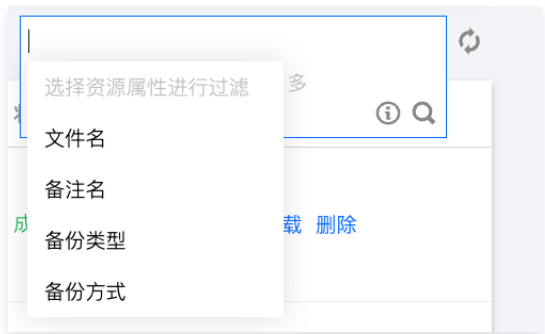 选择资源属性进行过滤
多
文件名
备注名
成
载 删除
备份类型
备份方式